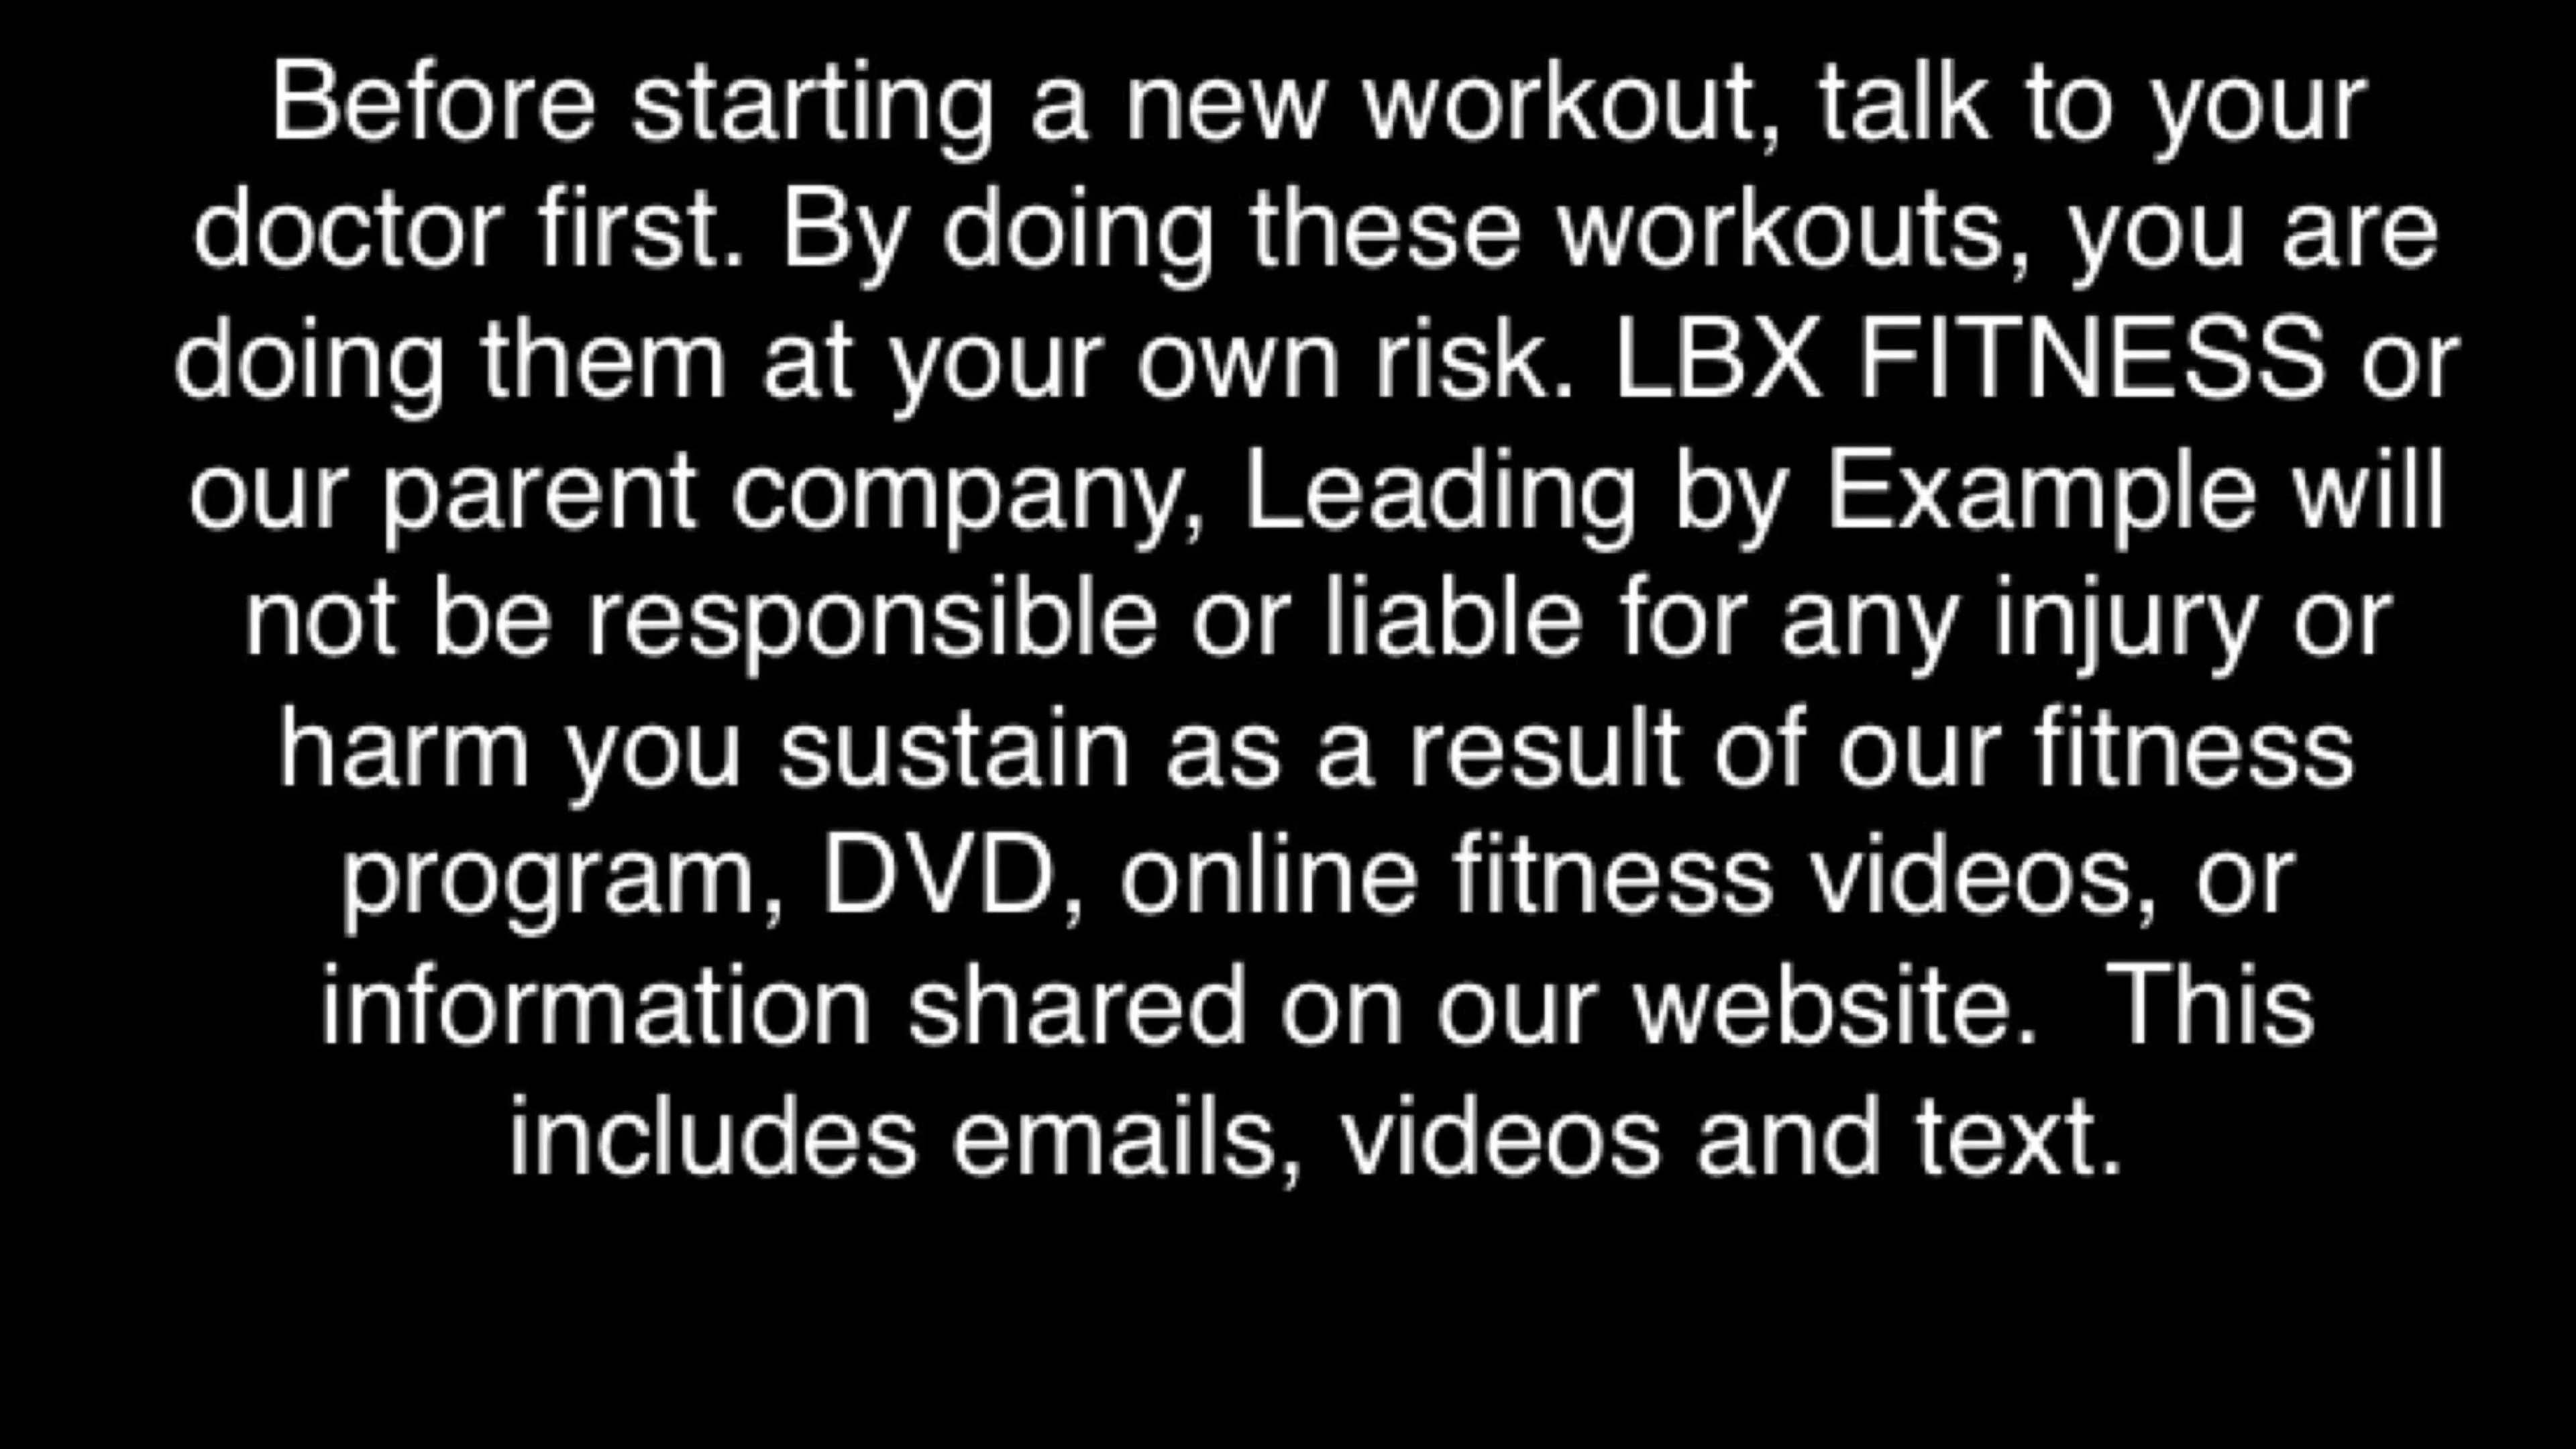 Before starting a new workout, talk to your
doctor first. By doing these workouts, you are
doing them at your own risk. LBX FITNESS or
our parent company, Leading by Example will
not be responsible or liable for any injury or
harm you sustain as a result of our fitness
program, DVD, online fitness videos, or
information shared on our website.  This
includes emails, videos and text.